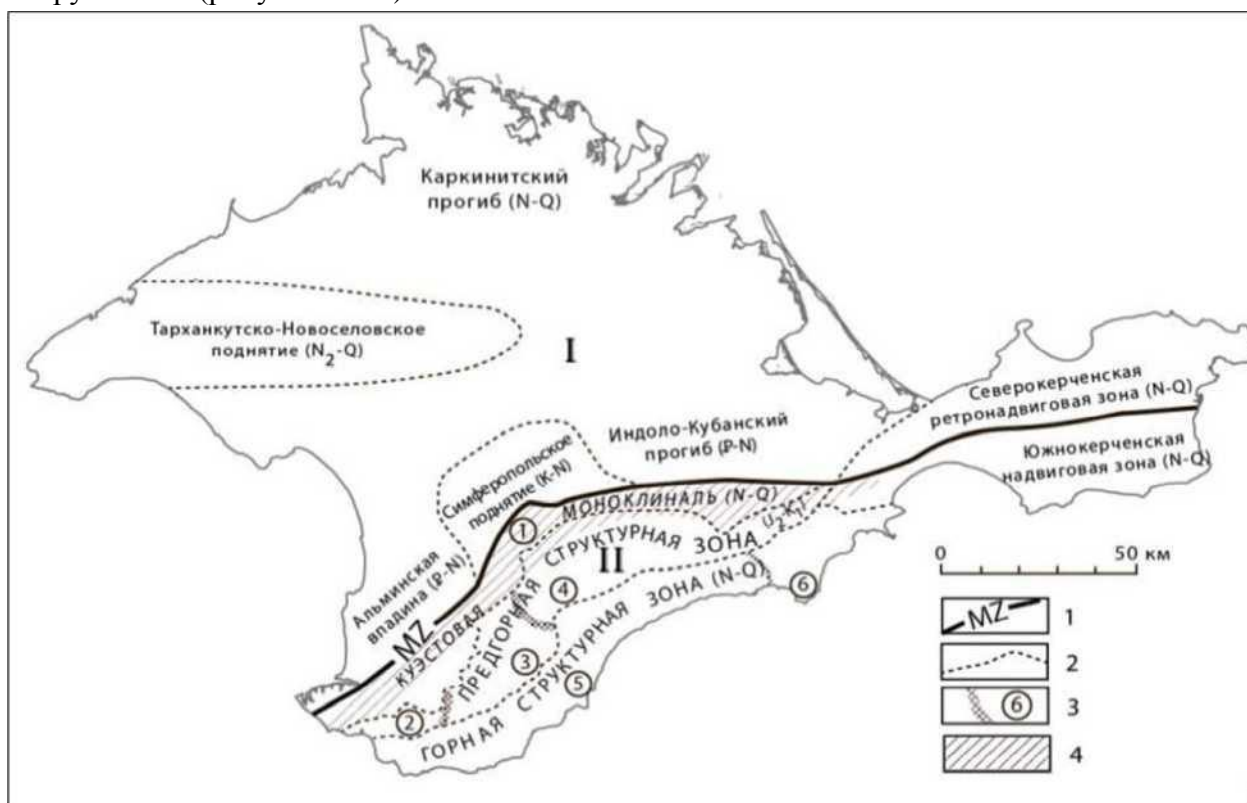 Каркинитский
прогиб (N-Q)
Тарханкутско-Новоселовское
поднятие (N₂-Q)
I
Северокерченская
ретронадвиговая зона (N-Q)
Южнокерченская
надвиговая зона (N-Q)
Индоло-Кубанский
прогиб (₽-N)
Симферопольское
поднятие (K-N)
Альминская
впадина (₽-N)
MZ
КУЭСТОВАЯ
МОНОКЛИНАЛЬ (N-Q)
ПРЕДГОРНАЯ
СТРУКТУРНАЯ ЗОНА
II
ГОРНАЯ СТРУКТУРНАЯ ЗОНА (N-Q)
1
2
3
4
5
6
0 50 км
MZ 1
2
6 3
4